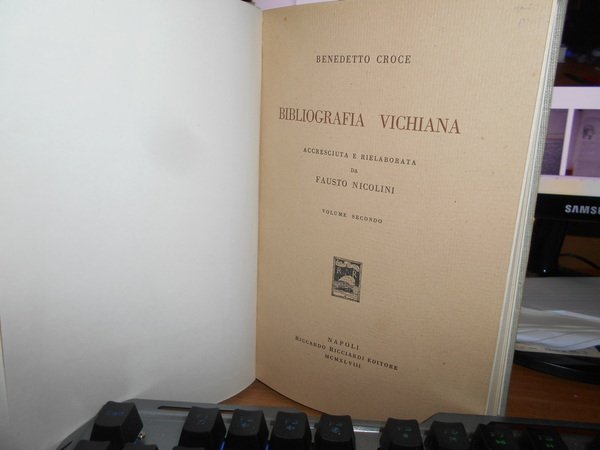 BENEDETTO CROCE
BIBLIOGRAFIA VICHIANA
ACCRESCIUTA E RIELABORATA
DA
FAUSTO NICOLINI
VOLUME SECONDO
R R
NAPOLI
RICCARDO RICCIARDI EDITORE
MCMXLVIII
SAMS